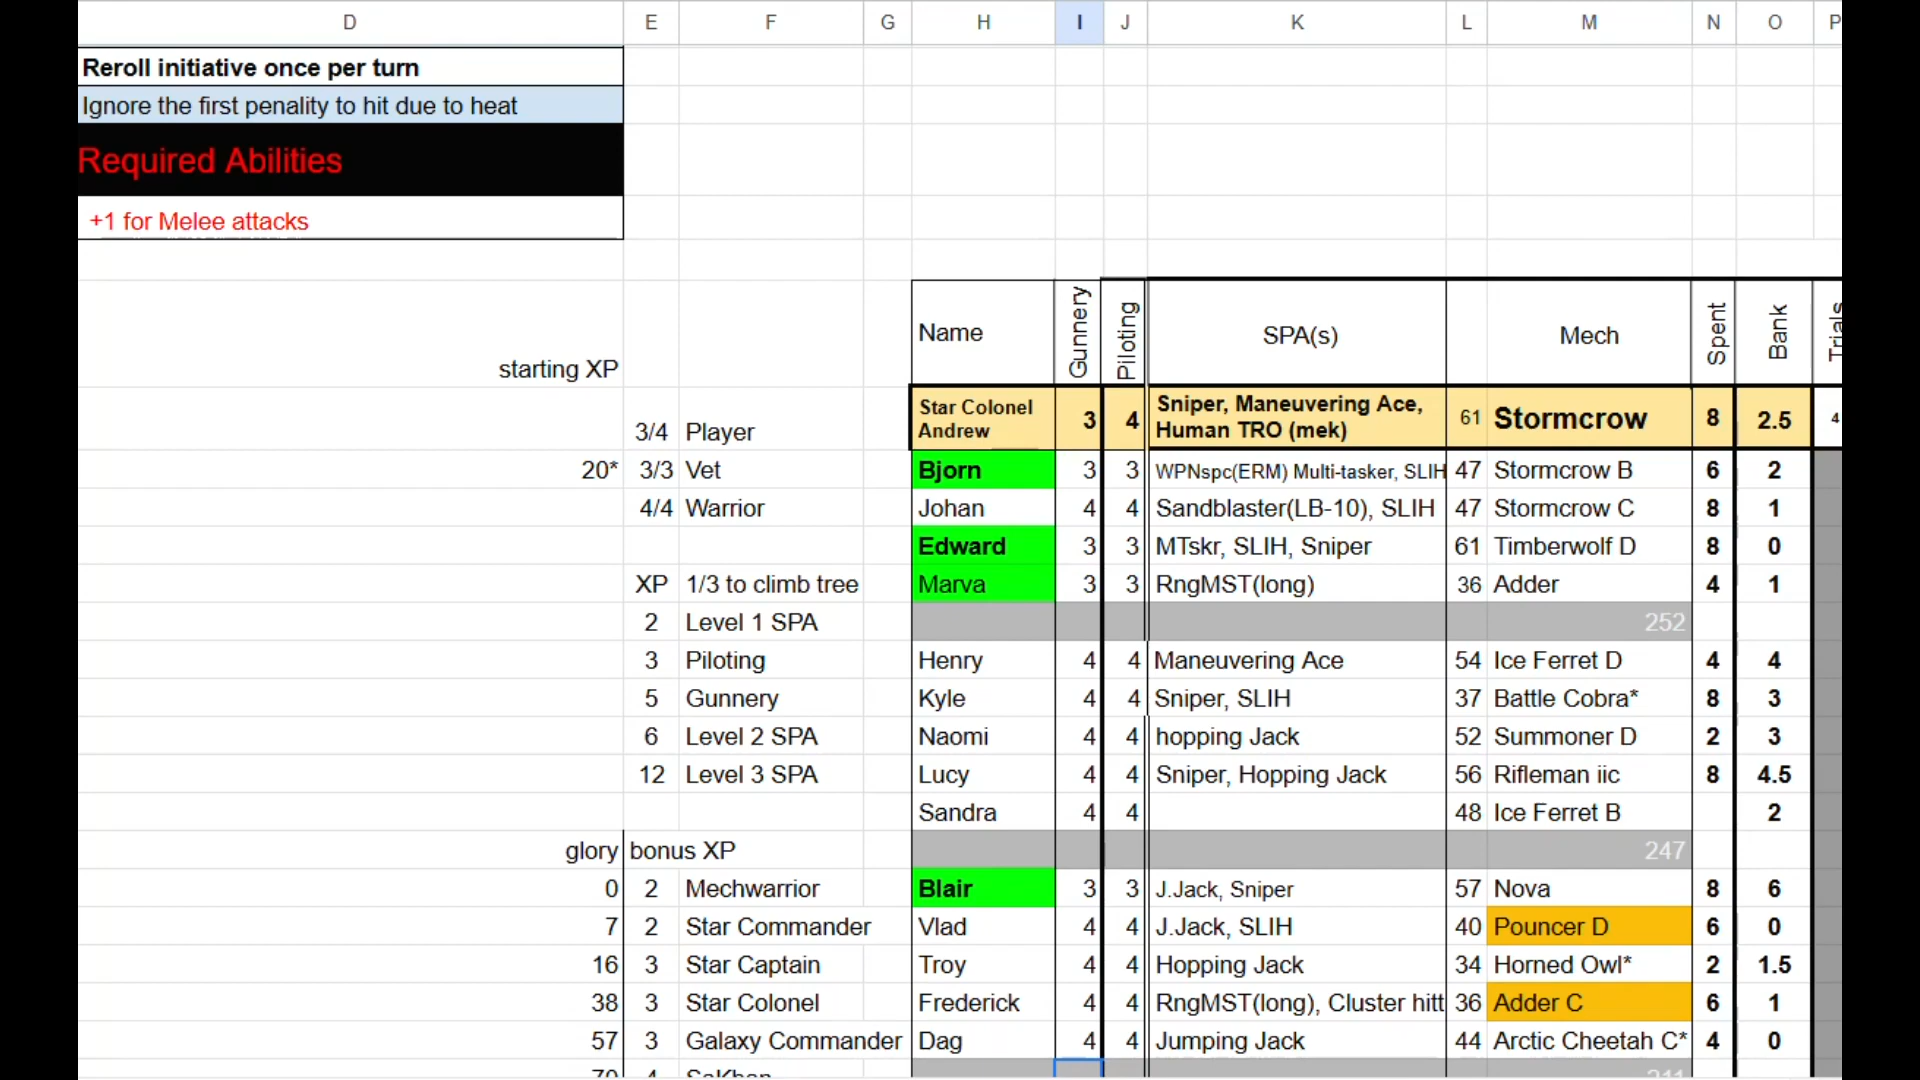 D E F G H I J K L M N O P
Reroll initiative once per turn
Ignore the first penality to hit due to heat
Required Abilities
+1 for Melee attacks
starting XP Name Gunnery Piloting SPA(s) Mech Spent Bank Trials
3/4 Player Star Colonel Andrew 3 4 Sniper, Maneuvering Ace, Human TRO (mek) 61 Stormcrow 8 2.5 4
20* 3/3 Vet Bjorn 3 3 WPNspc(ERM) Multi-tasker, SLIH 47 Stormcrow B 6 2
4/4 Warrior Johan 4 4 Sandblaster(LB-10), SLIH 47 Stormcrow C 8 1
Edward 3 3 MTskr, SLIH, Sniper 61 Timberwolf D 8 0
XP 1/3 to climb tree Marva 3 3 RngMST(long) 36 Adder 4 1
2 Level 1 SPA 252
3 Piloting Henry 4 4 Maneuvering Ace 54 Ice Ferret D 4 4
5 Gunnery Kyle 4 4 Sniper, SLIH 37 Battle Cobra* 8 3
6 Level 2 SPA Naomi 4 4 hopping Jack 52 Summoner D 2 3
12 Level 3 SPA Lucy 4 4 Sniper, Hopping Jack 56 Rifleman iic 8 4.5
Sandra 4 4 48 Ice Ferret B 2
glory bonus XP 247
0 2 Mechwarrior Blair 3 3 J.Jack, Sniper 57 Nova 8 6
7 2 Star Commander Vlad 4 4 J.Jack, SLIH 40 Pouncer D 6 0
16 3 Star Captain Troy 4 4 Hopping Jack 34 Horned Owl* 2 1.5
38 3 Star Colonel Frederick 4 4 RngMST(long), Cluster hitt 36 Adder C 6 1
57 3 Galaxy Commander Dag 4 4 Jumping Jack 44 Arctic Cheetah C* 4 0
70 4 SaKhan 211